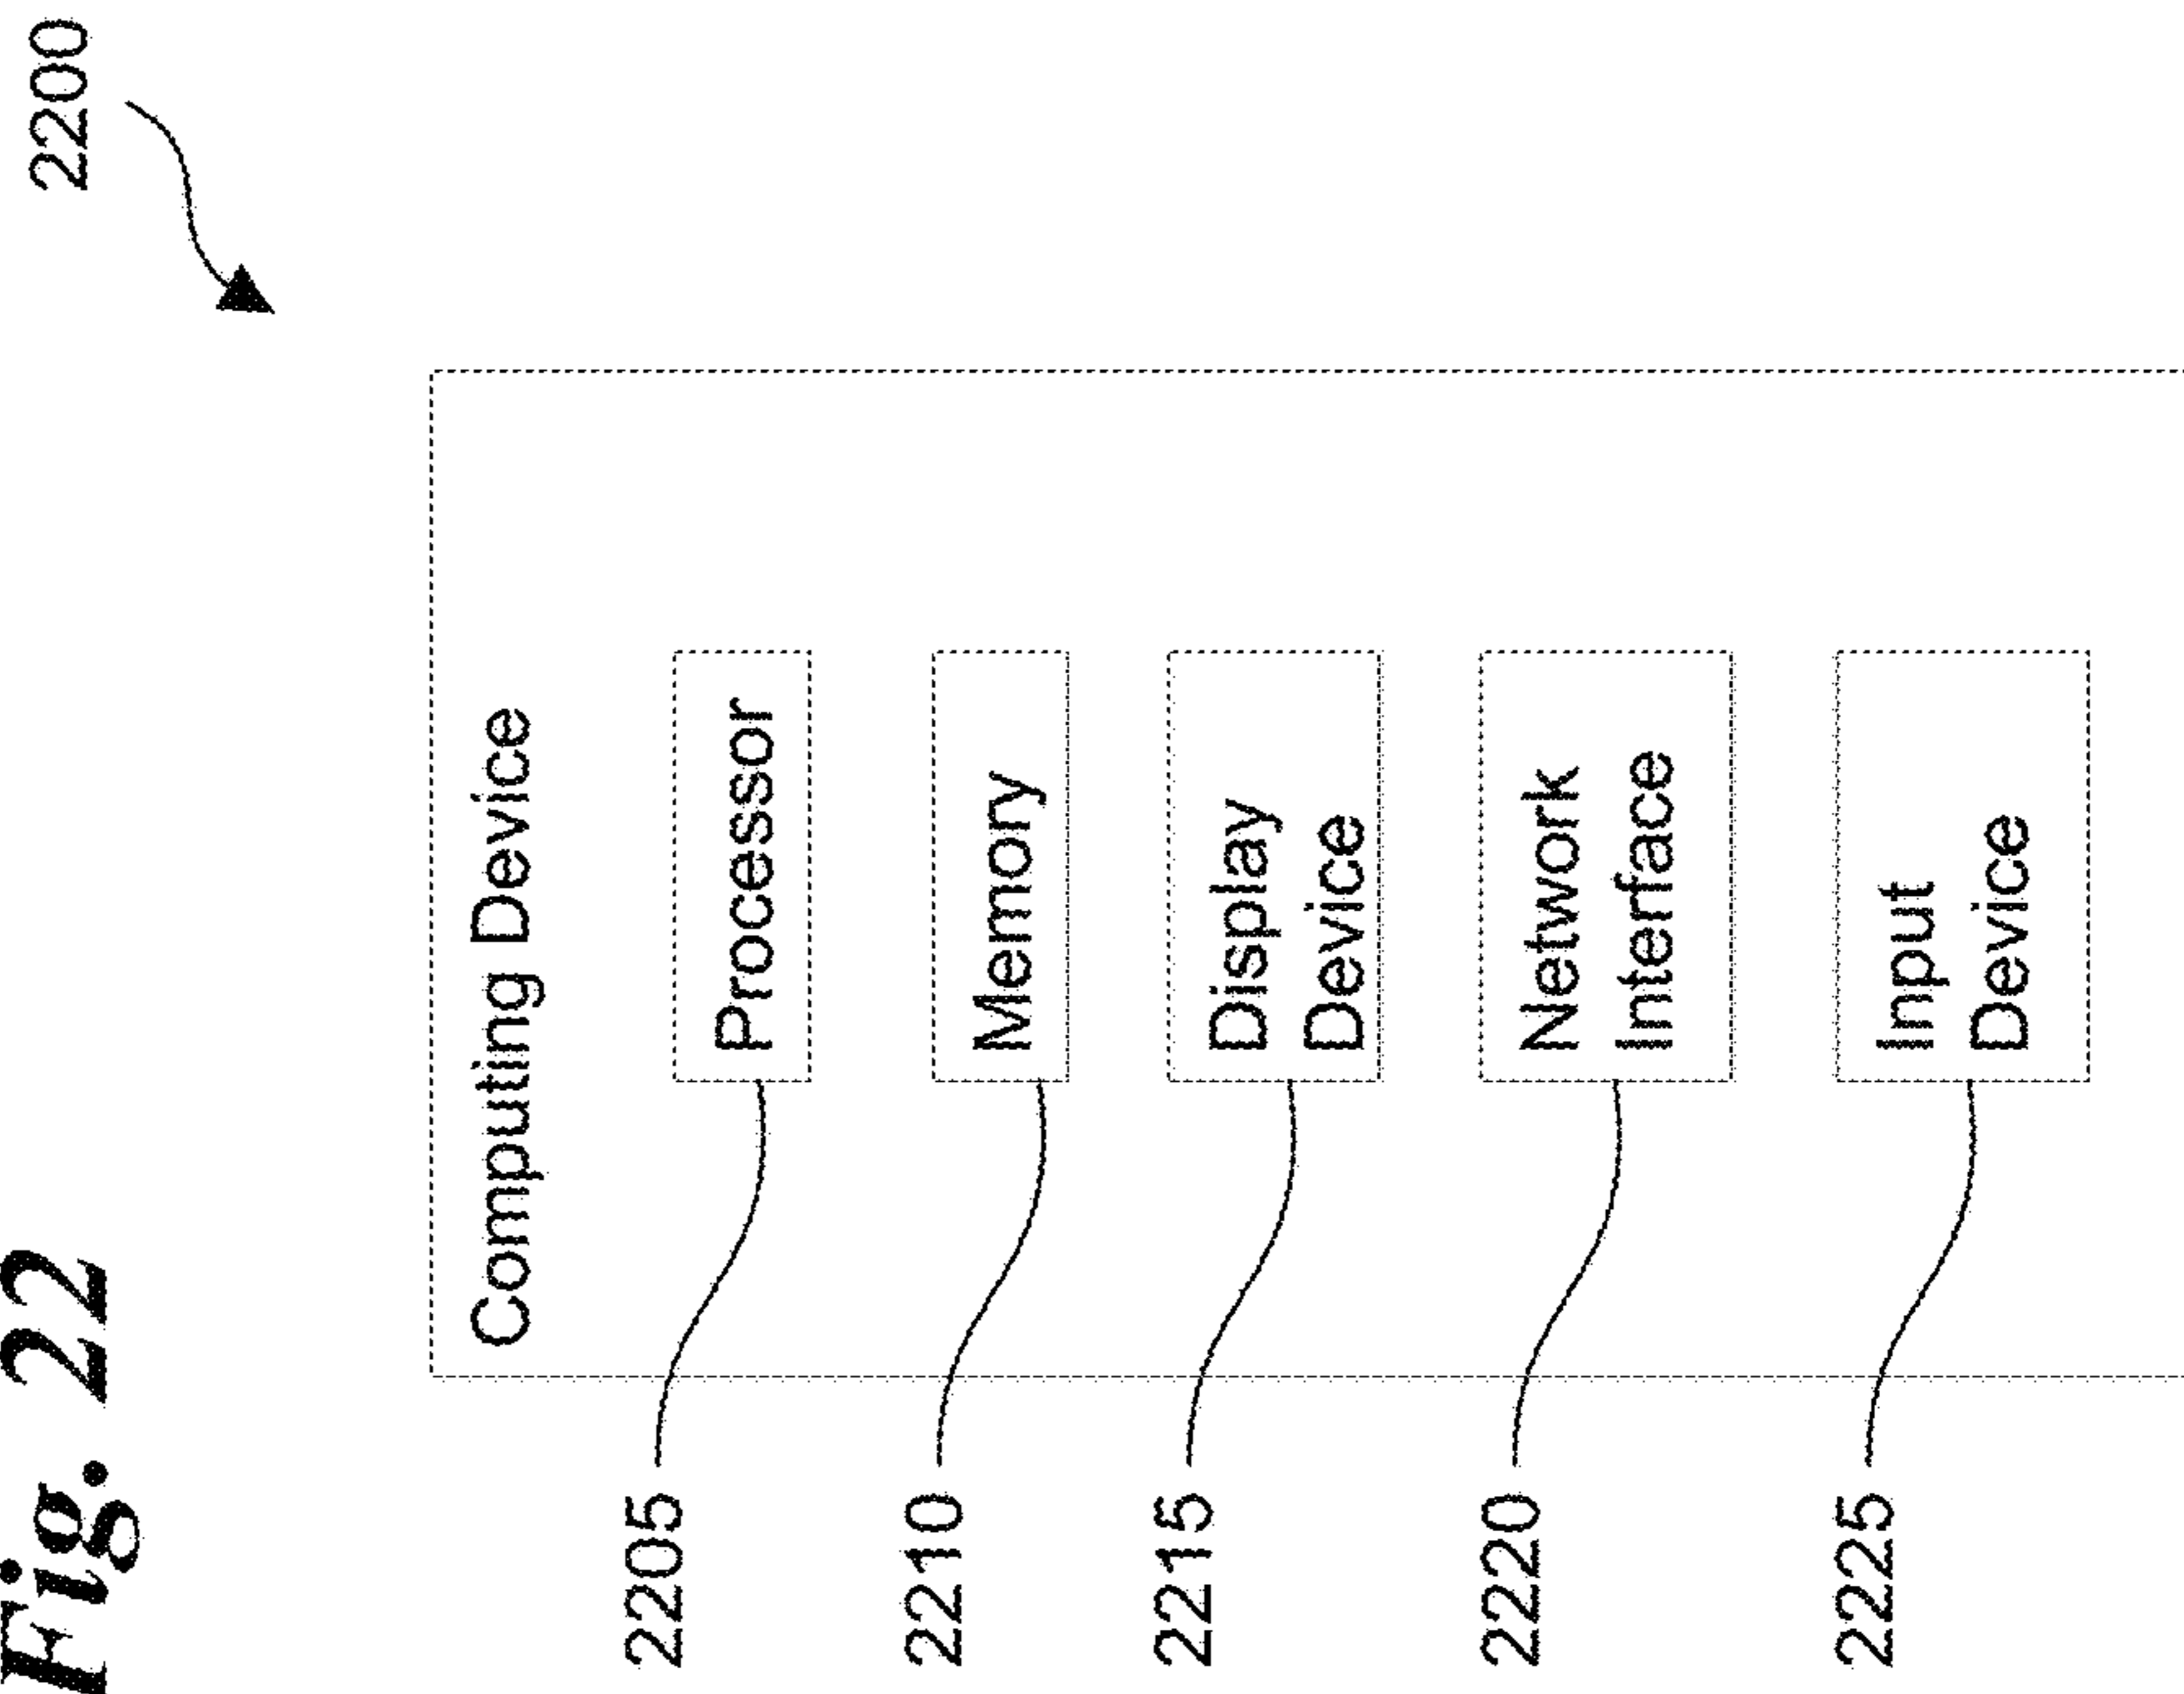 Fig. 22
2200
Computing Device
2205
Processor
2210
Memory
2215
Display
Device
2220
Network
Interface
2225
Input
Device